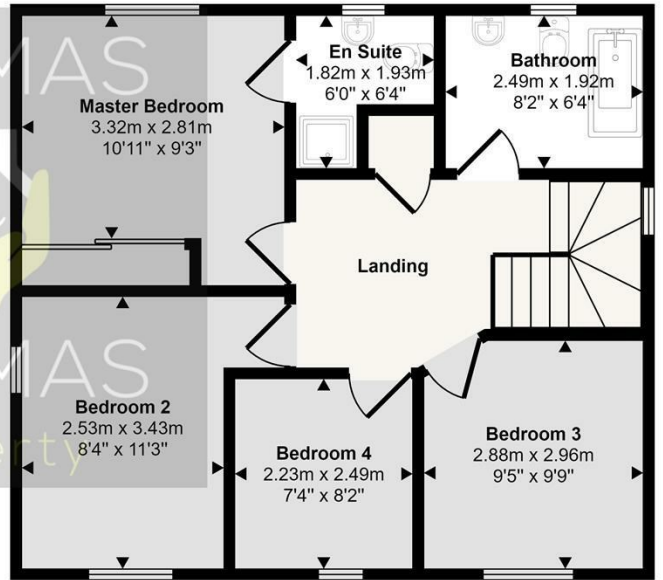 MAS
En Suite
1.82m x 1.93m
6'0" x 6'4"
Bathroom
2.49m x 1.92m
8'2" x 6'4"
Master Bedroom
3.32m x 2.81m
10'11" x 9'3"
Landing
MAS
erty
Bedroom 2
2.53m x 3.43m
8'4" x 11'3"
Bedroom 4
2.23m x 2.49m
7'4" x 8'2"
Bedroom 3
2.88m x 2.96m
9'5" x 9'9"